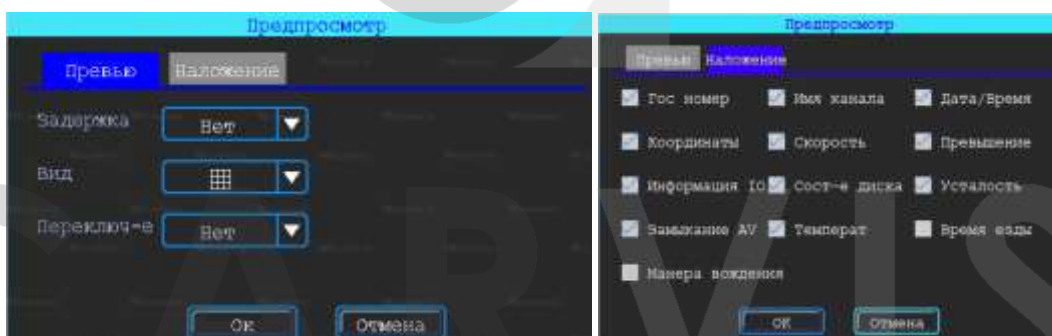 Предпросмотр
Превью Наложение
Задержка Нет
Вид
Переключ-е Нет
Ок Отмена
Предпросмотр
Превью Наложение
Гос номер Имя канала Дата/Время
Координаты Скорость Превышение
Информация IO Сост-е диска Усталость
Замыкание AV Температ Время езды
Манера вождения
ОК Отмена
CARVIS